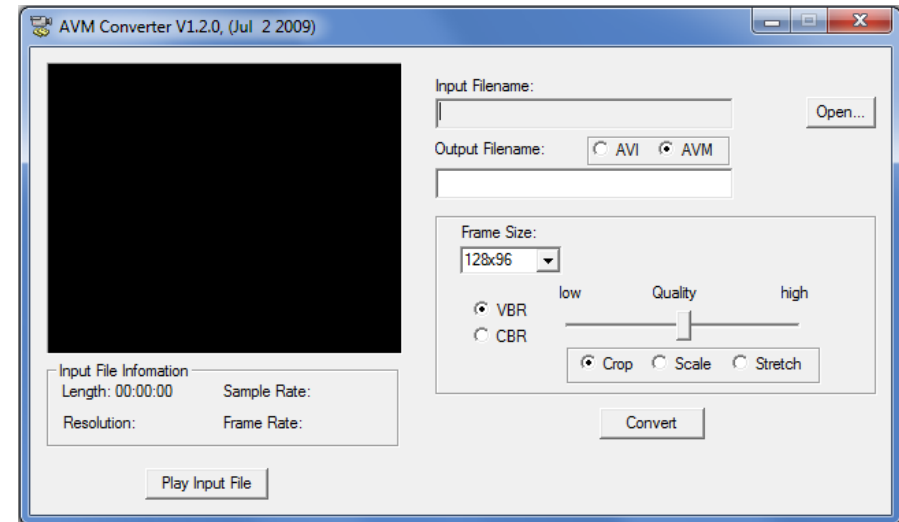 AVM Converter V1.2.0, (Jul 2 2009)
Input Filename:
Open...
Output Filename:
AVI AVM
Frame Size:
128x96
low Quality high
VBR
CBR
Crop Scale Stretch
Input File Infomation
Length: 00:00:00 Sample Rate:
Resolution: Frame Rate:
Convert
Play Input File